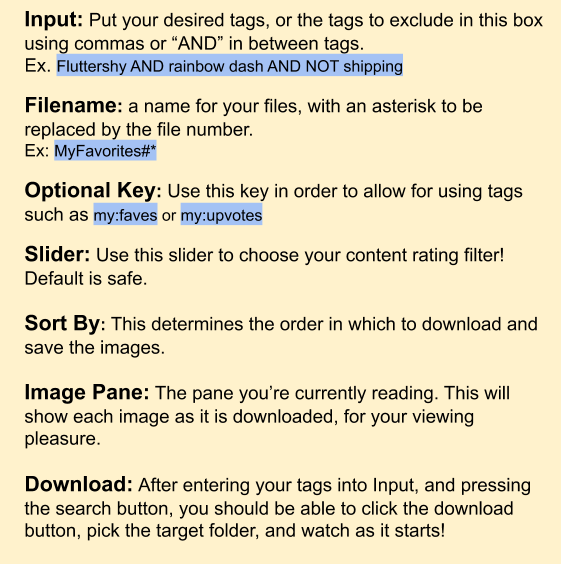 Input: Put your desired tags, or the tags to exclude in this box
using commas or “AND” in between tags.
Ex. Fluttershy AND rainbow dash AND NOT shipping
Filename: a name for your files, with an asterisk to be
replaced by the file number.
Ex: MyFavorites#*
Optional Key: Use this key in order to allow for using tags
such as my:faves or my:upvotes
Slider: Use this slider to choose your content rating filter!
Default is safe.
Sort By: This determines the order in which to download and
save the images.
Image Pane: The pane you’re currently reading. This will
show each image as it is downloaded, for your viewing
pleasure.
Download: After entering your tags into Input, and pressing
the search button, you should be able to click the download
button, pick the target folder, and watch as it starts!